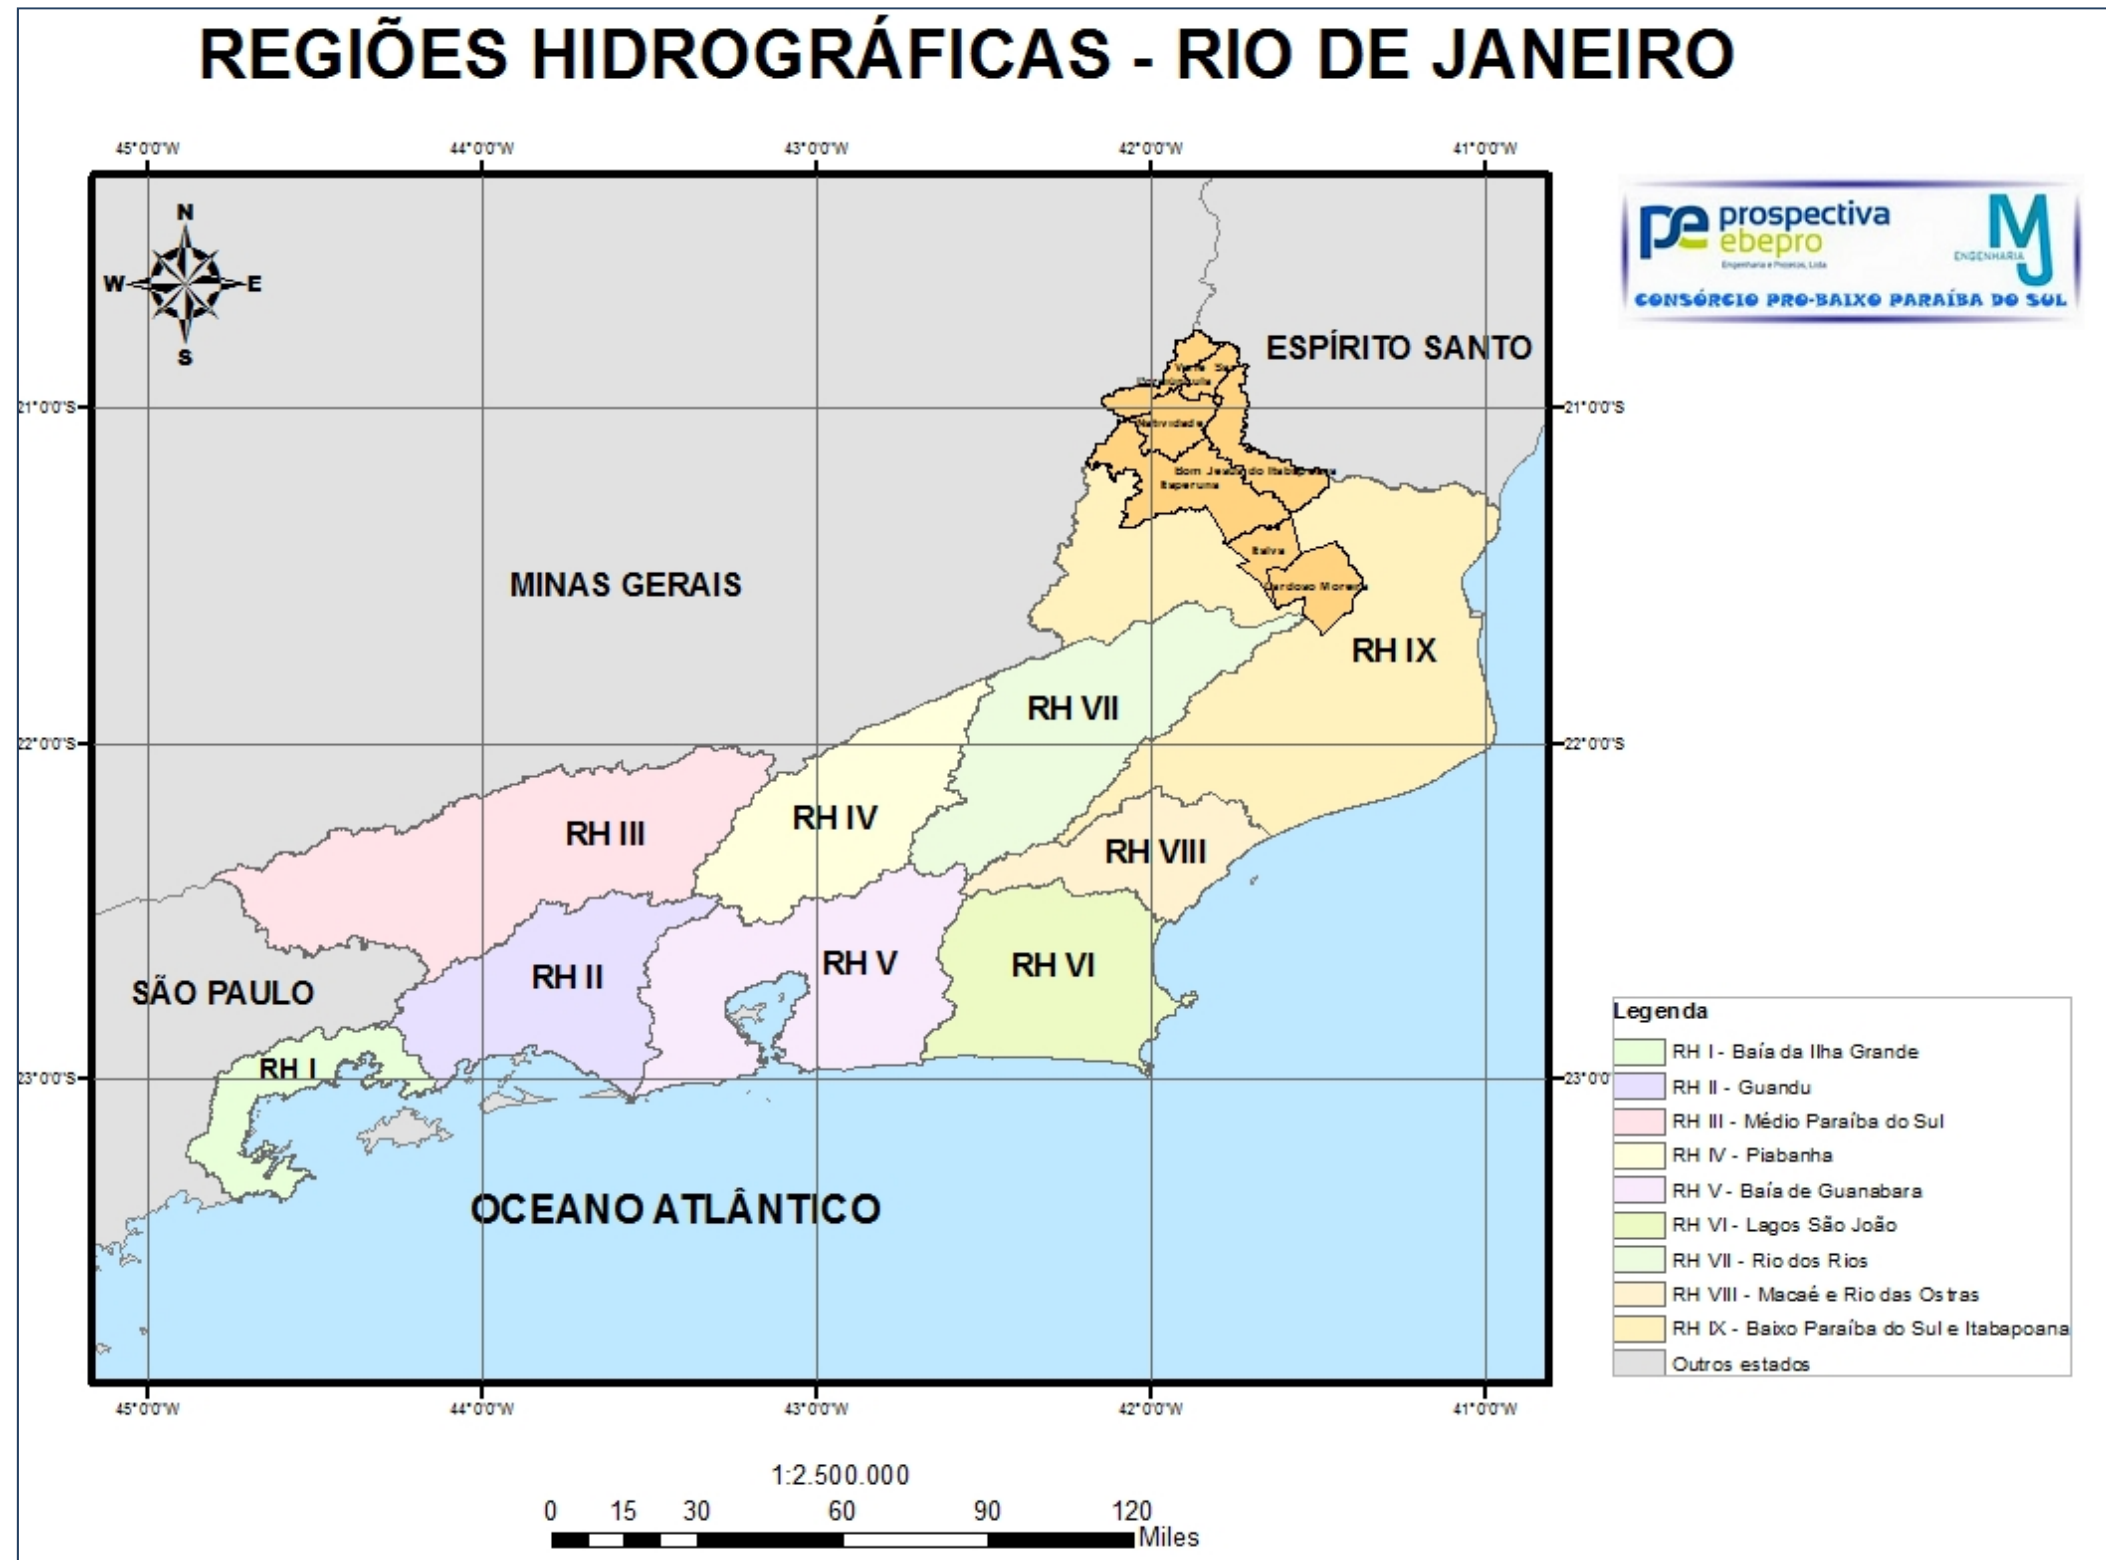 REGIÕES HIDROGRÁFICAS - RIO DE JANEIRO
45°0'0"W 44°0'0"W 43°0'0"W 42°0'0"W 41°0'0"W
N
W E
S
prospectiva
ebepro
Engenharia e Projetos, Ltda
MJ
ENGENHARIA
CONSÓRCIO PRO-BAIXO PARAÍBA DO SUL
ESPÍRITO SANTO
21°0'0"S 21°0'0"S
Natividade
Bom Jesus do Itabapoana
Itaperuna
Italva
Cardoso Moreira
MINAS GERAIS
RH IX
RH VII
22°0'0"S 22°0'0"S
RH IV
RH III
RH VIII
RH V
RH VI
RH II
SÃO PAULO
RH I
23°0'0"S 23°0'0"
OCEANO ATLÂNTICO
Legenda
RH I - Baía da Ilha Grande
RH II - Guandu
RH III - Médio Paraíba do Sul
RH IV - Piabanha
RH V - Baía de Guanabara
RH VI - Lagos São João
RH VII - Rio dos Rios
RH VIII - Macaé e Rio das Ostras
RH IX - Baixo Paraíba do Sul e Itabapoana
Outros estados
45°0'0"W 44°0'0"W 43°0'0"W 42°0'0"W 41°0'0"W
1:2.500.000
0 15 30 60 90 120
Miles